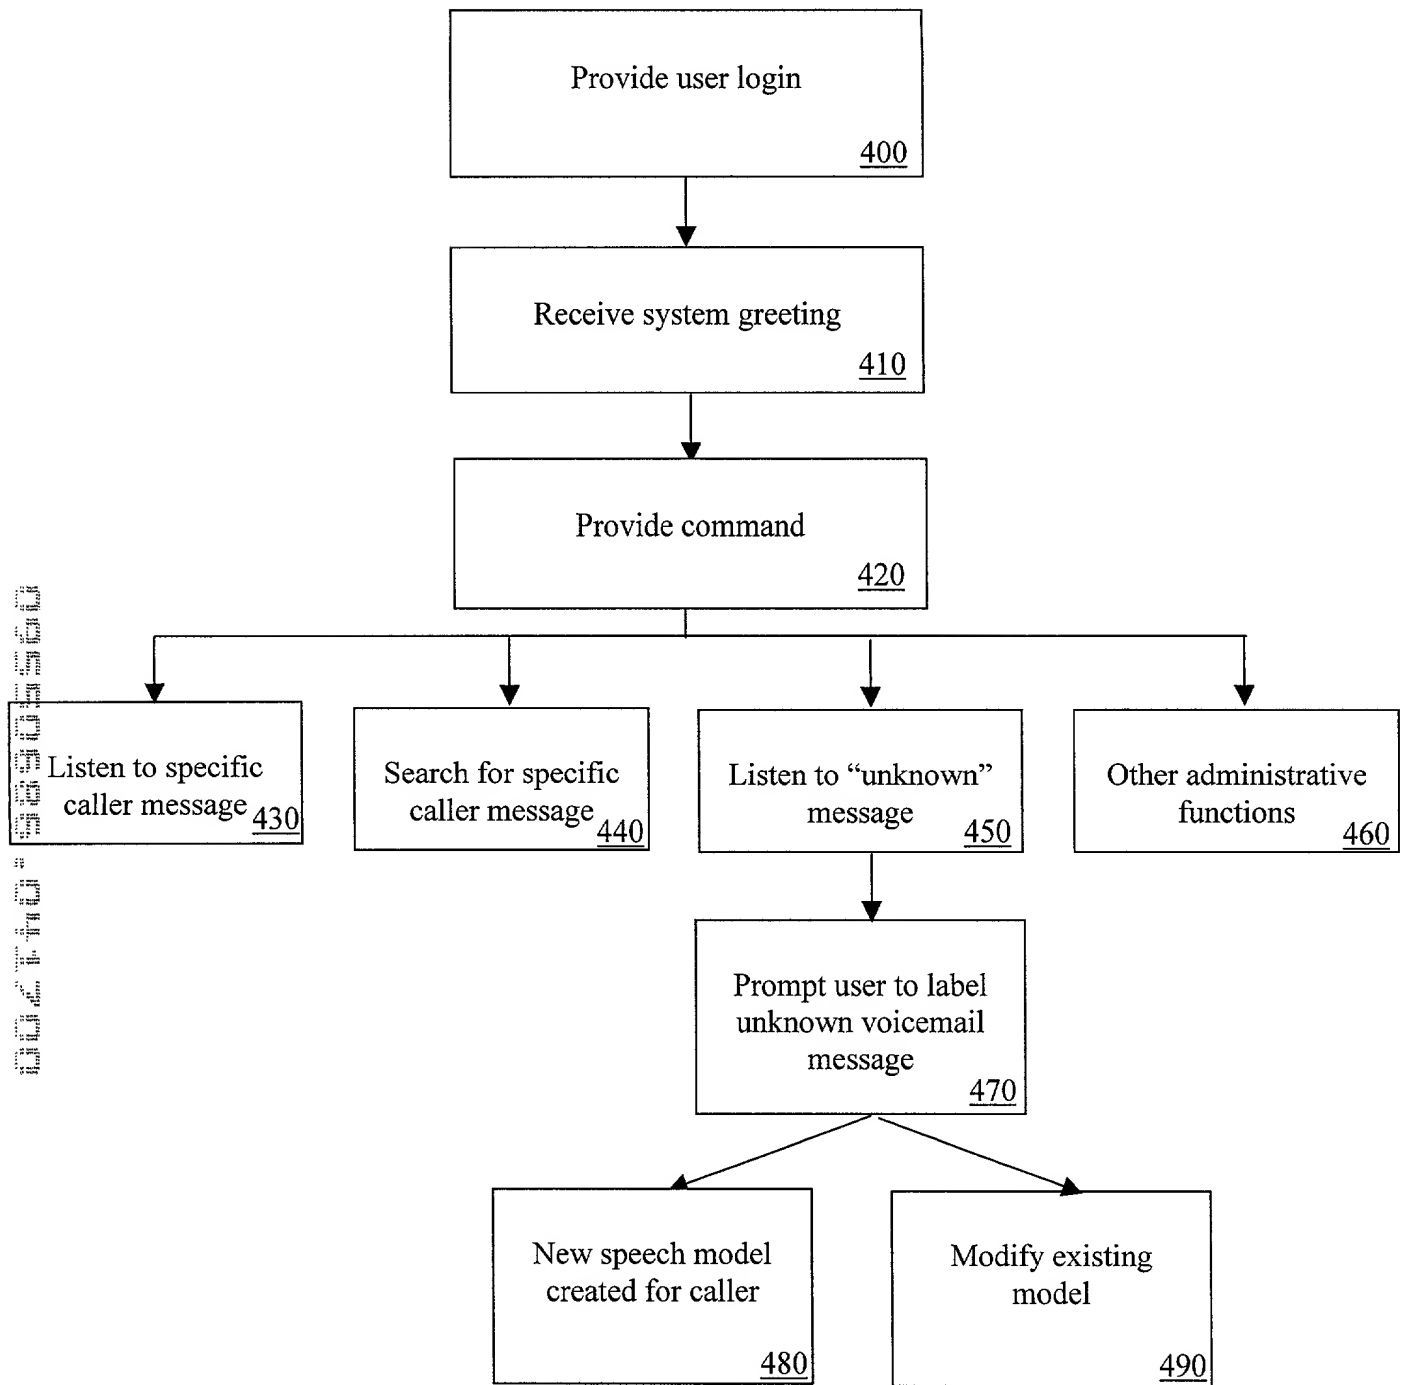 Provide user login
400
Receive system greeting
410
Provide command
420
Listen to specific
caller message
430
Search for specific
caller message
440
Listen to “unknown”
message
450
Other administrative
functions
460
Prompt user to label
unknown voicemail
message
470
New speech model
created for caller
480
Modify existing
model
490